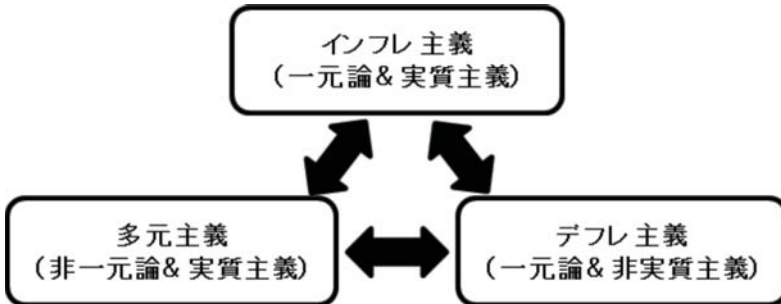 インフレ主義
（一元論&実質主義）
多元主義
（非一元論&実質主義）
デフレ主義
（一元論&非実質主義）